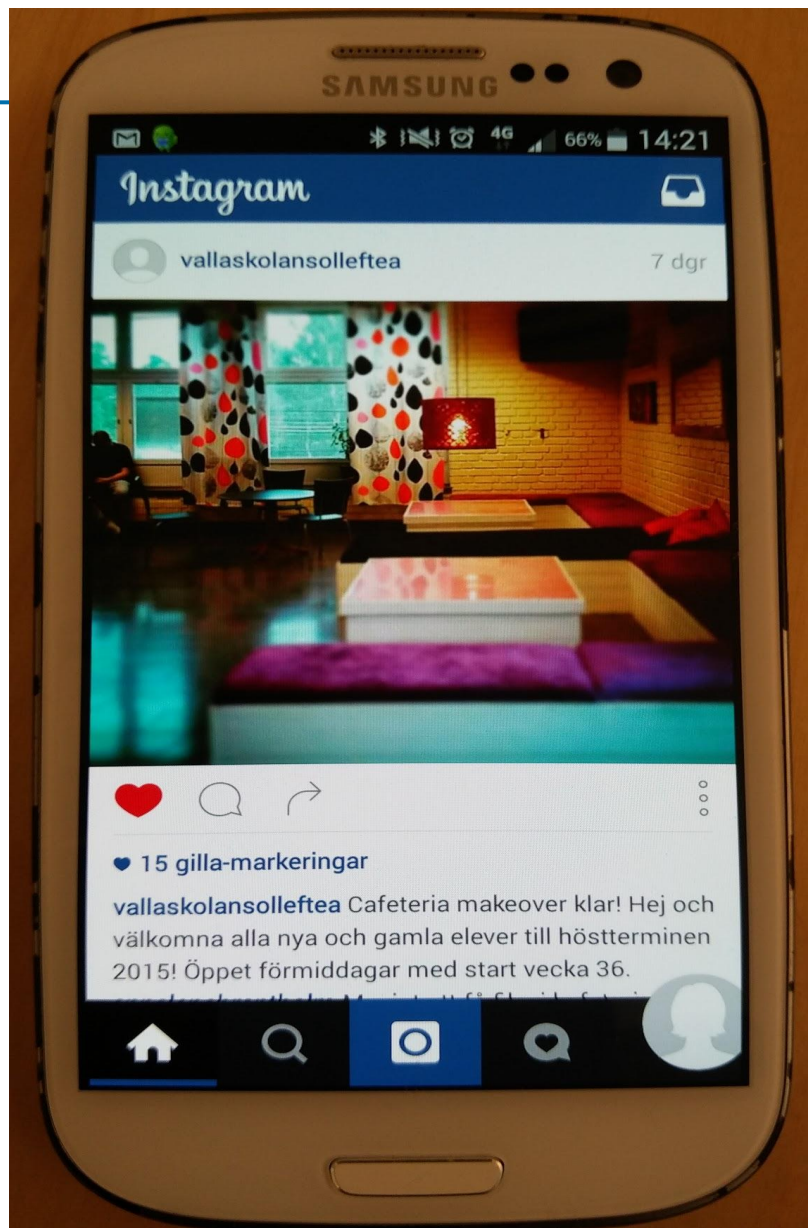 SAMSUNG
4G 66% 14:21
Instagram
vallaskolansolleftea 7 dgr
15 gilla-markeringar
vallaskolansolleftea Cafeteria makeover klar! Hej och
välkomna alla nya och gamla elever till höstterminen
2015! Öppet förmiddagar med start vecka 36.